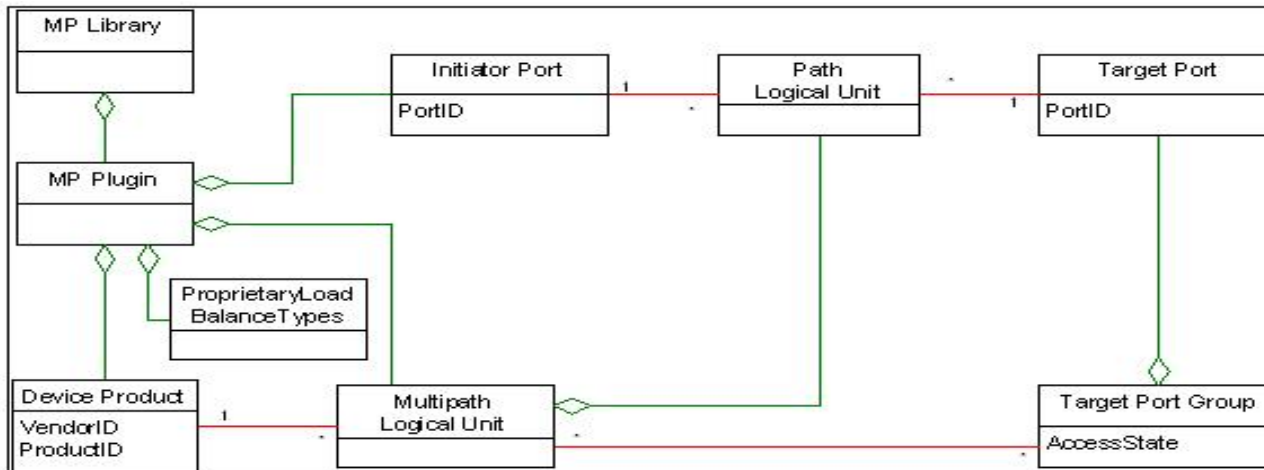 MP Library
Initiator Port
PortID
1
*
Path
Logical Unit
*
1
Target Port
PortID
MP Plugin
ProprietaryLoad
BalanceTypes
Device Product
VendorID
ProductID
1
*
Multipath
Logical Unit
*
*
Target Port Group
AccessState